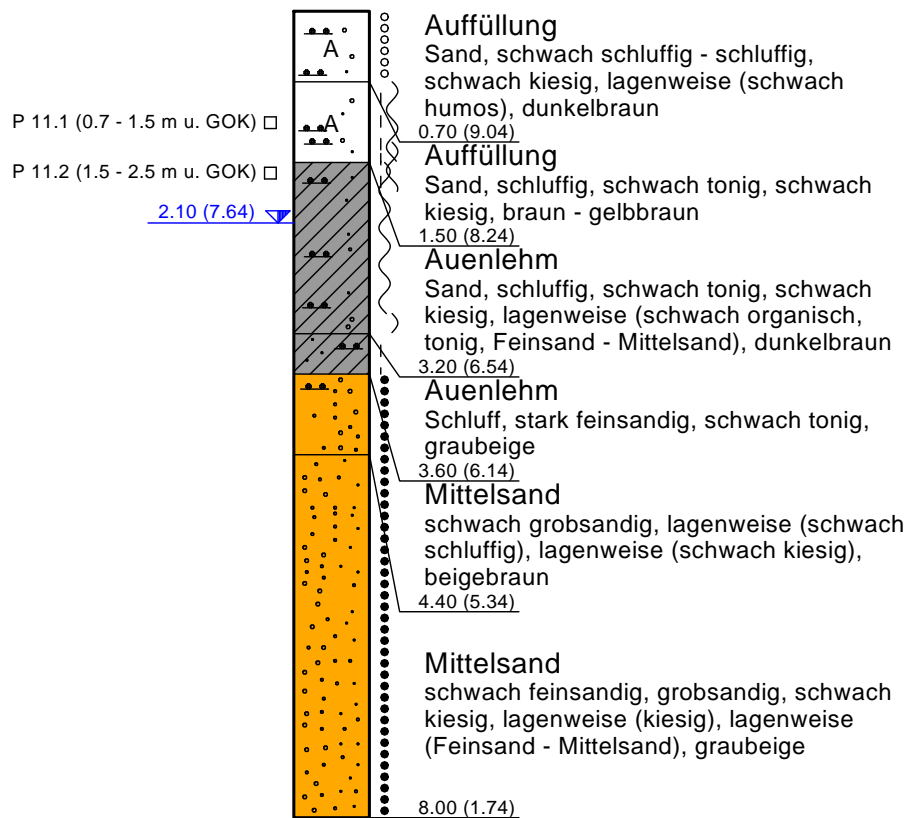 Auffüllung
Sand, schwach schluffig - schluffig,
schwach kiesig, lagenweise (schwach
humos), dunkelbraun
0.70 (9.04)
A
P 11.1 (0.7 - 1.5 m u. GOK)
A
Auffüllung
Sand, schluffig, schwach tonig, schwach
kiesig, braun - gelbbraun
1.50 (8.24)
P 11.2 (1.5 - 2.5 m u. GOK)
2.10 (7.64)
Auenlehm
Sand, schluffig, schwach tonig, schwach
kiesig, lagenweise (schwach organisch,
tonig, Feinsand - Mittelsand), dunkelbraun
3.20 (6.54)
Auenlehm
Schluff, stark feinsandig, schwach tonig,
graubeige
3.60 (6.14)
Mittelsand
schwach grobsandig, lagenweise (schwach
schluffig), lagenweise (schwach kiesig),
beigebraun
4.40 (5.34)
Mittelsand
schwach feinsandig, grobsandig, schwach
kiesig, lagenweise (kiesig), lagenweise
(Feinsand - Mittelsand), graubeige
8.00 (1.74)